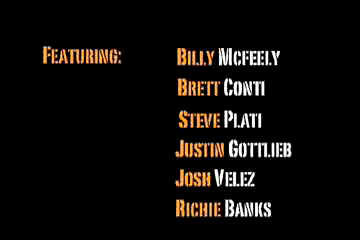 Featuring: Billy McFeely
Brett Conti
Steve Plati
Justin Gottlieb
Josh Velez
Richie Banks